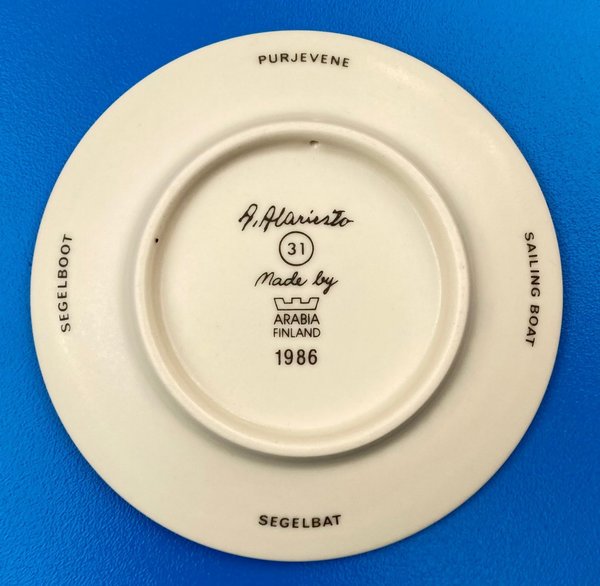 PURJEVENE
SEGELBOOT
A. Alariesto
31
Made by
ARABIA
FINLAND
1986
SAILING BOAT
SEGELBAT